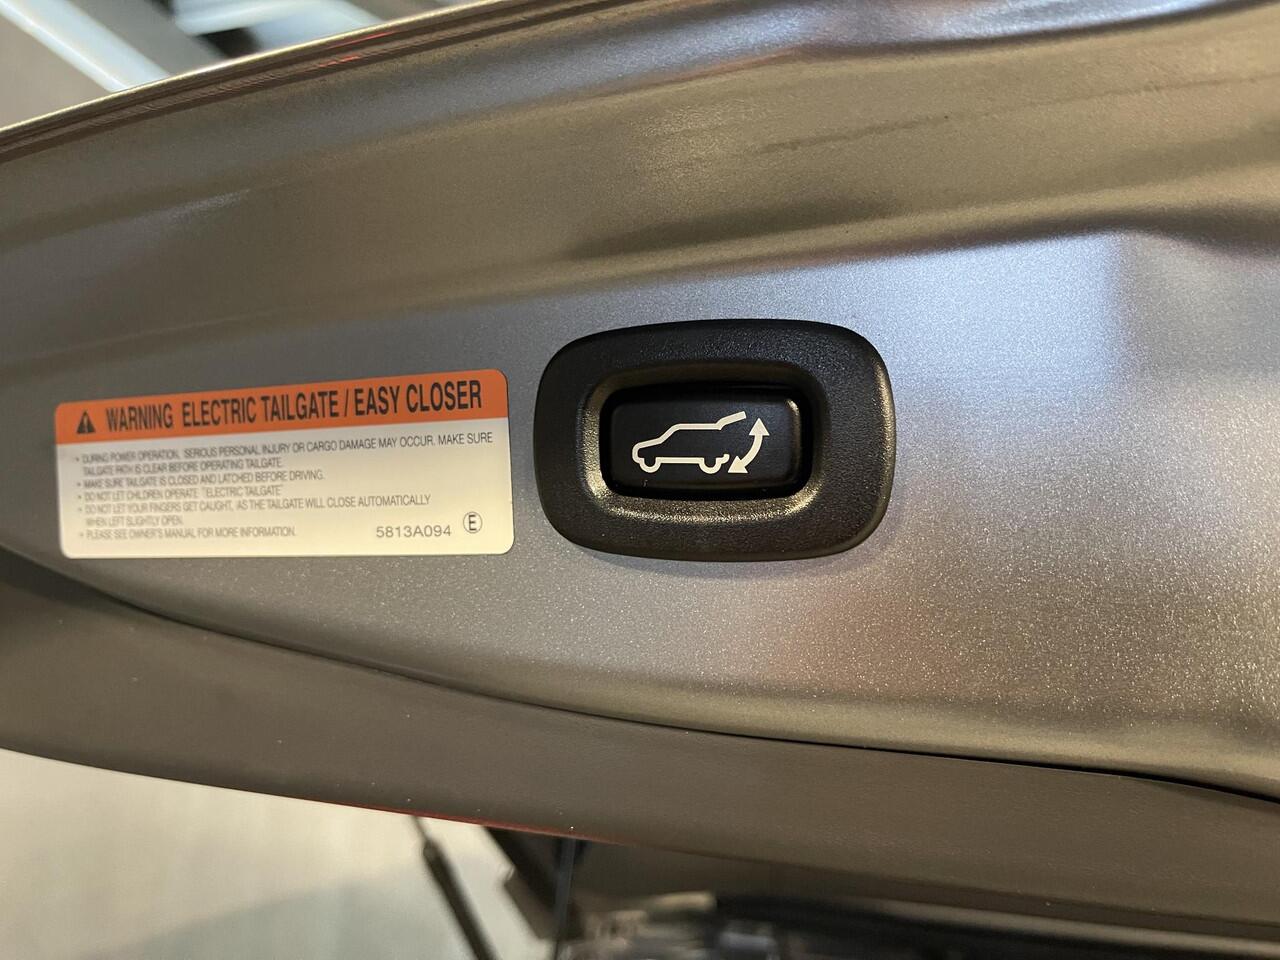 WARNING ELECTRIC TAILGATE / EASY CLOSER
• DURING POWER OPERATION, SERIOUS PERSONAL INJURY OR CARGO DAMAGE MAY OCCUR. MAKE SURE
TAILGATE PATH IS CLEAR BEFORE OPERATING TAILGATE.
• MAKE SURE TAILGATE IS CLOSED AND LATCHED BEFORE DRIVING.
• DO NOT LET CHILDREN OPERATE "ELECTRIC TAILGATE"
• DO NOT LET YOUR FINGERS GET CAUGHT, AS THE TAILGATE WILL CLOSE AUTOMATICALLY
WHEN LEFT SLIGHTLY OPEN.
• PLEASE SEE OWNER'S MANUAL FOR MORE INFORMATION.
5813A094 Ⓔ